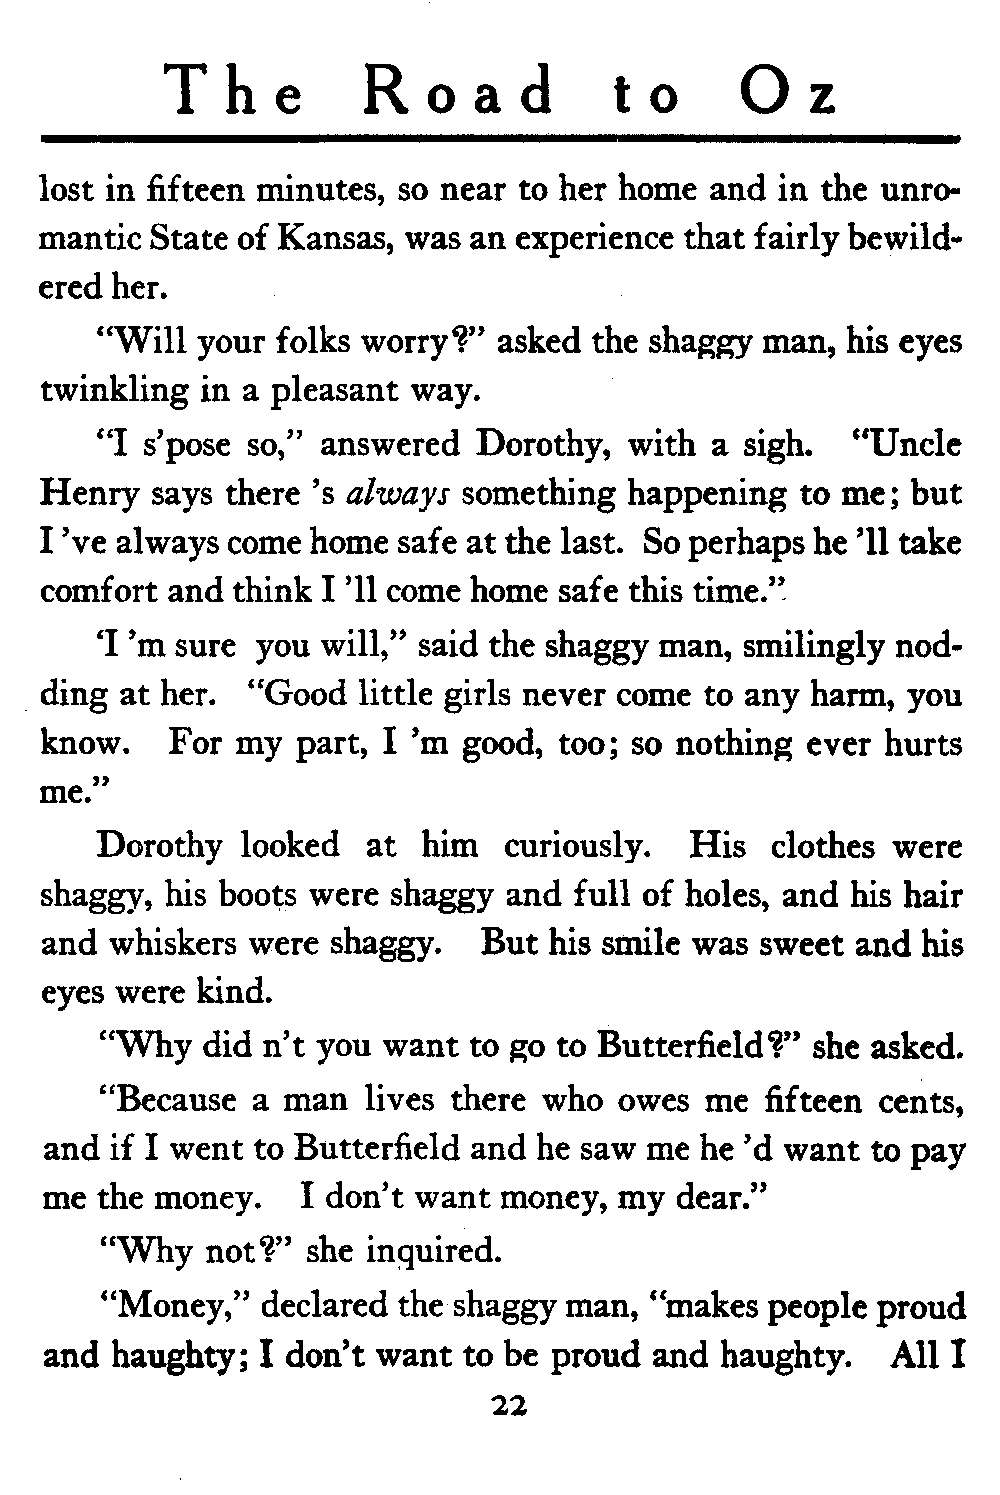 The Road to Oz
lost in fifteen minutes, so near to her home and in the unro-
mantic State of Kansas, was an experience that fairly bewild-
ered her.
“Will your folks worry?” asked the shaggy man, his eyes
twinkling in a pleasant way.
“I s’pose so,” answered Dorothy, with a sigh. “Uncle
Henry says there ’s always something happening to me; but
I ’ve always come home safe at the last. So perhaps he ’ll take
comfort and think I ’ll come home safe this time.”
‘I ’m sure you will,” said the shaggy man, smilingly nod-
ding at her. “Good little girls never come to any harm, you
know. For my part, I ’m good, too; so nothing ever hurts
me.”
Dorothy looked at him curiously. His clothes were
shaggy, his boots were shaggy and full of holes, and his hair
and whiskers were shaggy. But his smile was sweet and his
eyes were kind.
“Why did n’t you want to go to Butterfield?” she asked.
“Because a man lives there who owes me fifteen cents,
and if I went to Butterfield and he saw me he ’d want to pay
me the money. I don’t want money, my dear.”
“Why not?” she inquired.
“Money,” declared the shaggy man, “makes people proud
and haughty; I don’t want to be proud and haughty. All I
22